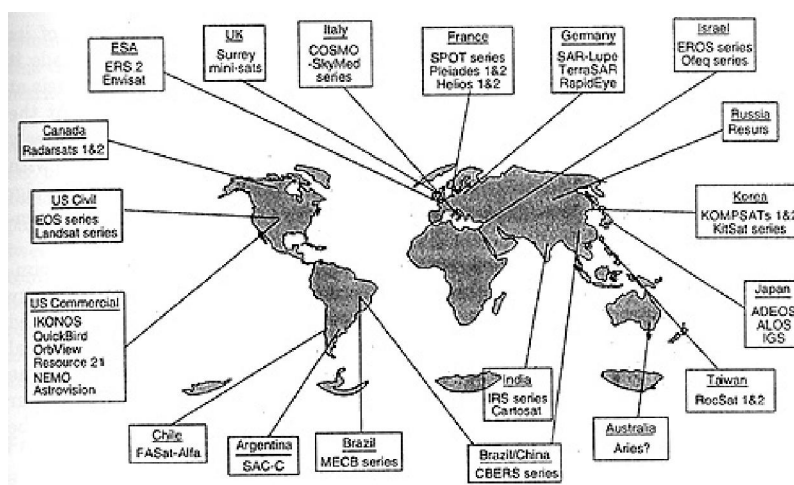 ESA
ERS 2
Envisat
UK
Surrey
mini-sats
Italy
COSMO
-SkyMed
series
France
SPOT series
Pleiades 1&2
Helios 1&2
Germany
SAR-Lupe
TerraSAR
RapidEye
Israel
EROS series
Ofeq series
Canada
Radarsats 1&2
Russia
Resurs
US Civil
EOS series
Landsat series
Korea
KOMPSATs 1&2
KitSat series
US Commercial
IKONOS
QuickBird
OrbView
Resource 21
NEMO
Astrovision
Japan
ADEOS
ALOS
IGS
India
IRS series
Cartosat
Taiwan
RocSat 1&2
Chile
FASat-Alfa
Argentina
SAC-C
Brazil
MECB series
Brazil/China
CBERS series
Australia
Aries?